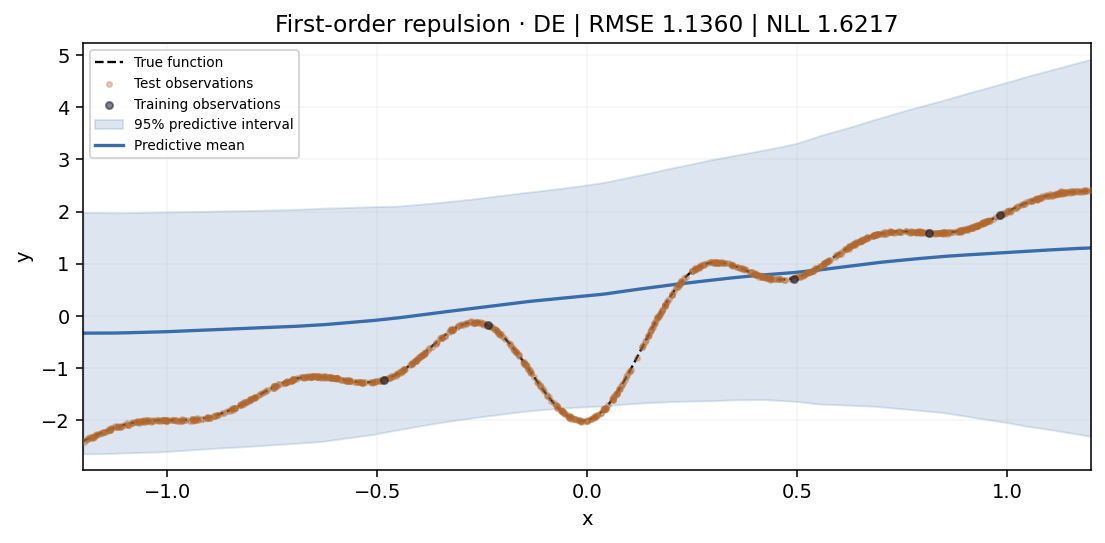 First-order repulsion · DE | RMSE 1.1360 | NLL 1.6217
True function
Test observations
Training observations
95% predictive interval
Predictive mean
5
4
3
2
1
0
−1
−2
y
−1.0
−0.5
0.0
0.5
1.0
x